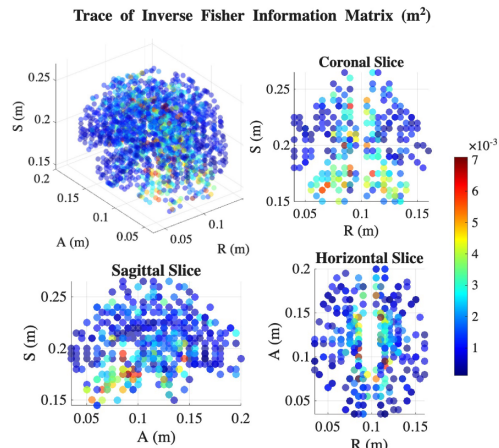 Trace of Inverse Fisher Information Matrix (m²)
0.25
0.2
0.15
S (m)
0.2
0.15
0.1
0.05
A (m)
0.05
0.1
R (m)
Coronal Slice
0.25
0.2
0.15
S (m)
0.05
0.1
0.15
R (m)
×10⁻³
7
6
5
4
3
2
1
Sagittal Slice
0.25
0.2
0.15
S (m)
0.05
0.1
0.15
0.2
A (m)
Horizontal Slice
0.2
0.15
0.1
0.05
A (m)
0.05
0.1
0.15
R (m)